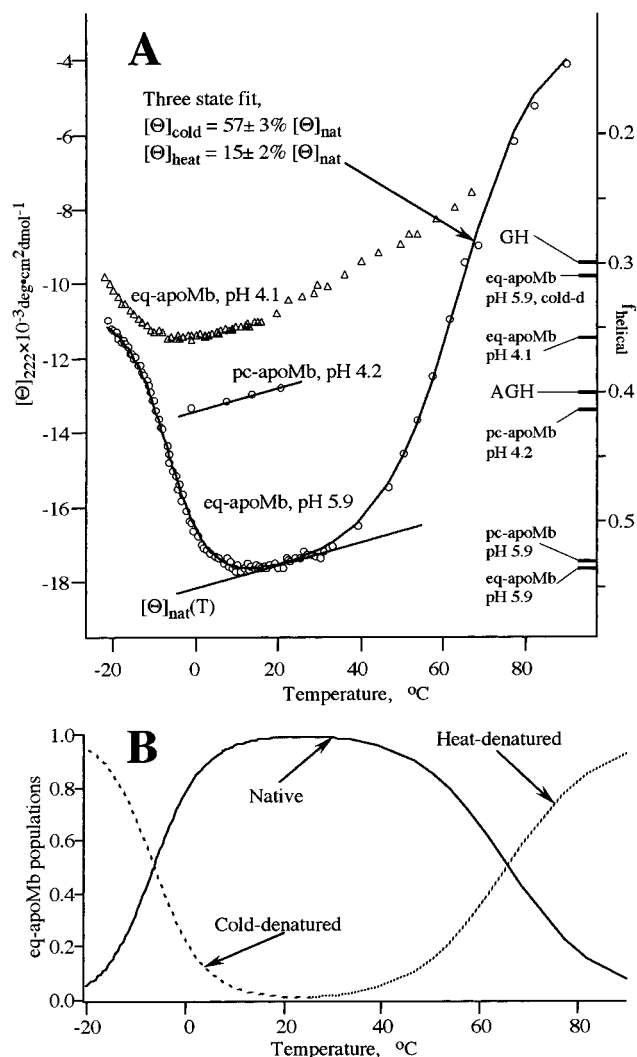 A
Three state fit,
[Θ]cold = 57± 3% [Θ]nat
[Θ]heat = 15± 2% [Θ]nat
-4
-6
-8
-10
-12
-14
-16
-18
[Θ]222×10-3deg•cm2dmol-1
eq-apoMb, pH 4.1
pc-apoMb, pH 4.2
eq-apoMb, pH 5.9
[Θ]nat(T)
0.2
0.3
0.4
0.5
fhelical
GH
eq-apoMb
pH 5.9, cold-d
eq-apoMb
pH 4.1
AGH
pc-apoMb
pH 4.2
pc-apoMb
pH 5.9
eq-apoMb
pH 5.9
-20 0 20 40 60 80
Temperature, oC
B
1.0
0.8
0.6
0.4
0.2
0.0
eq-apoMb populations
Heat-denatured
Native
Cold-denatured
-20 0 20 40 60 80
Temperature, oC